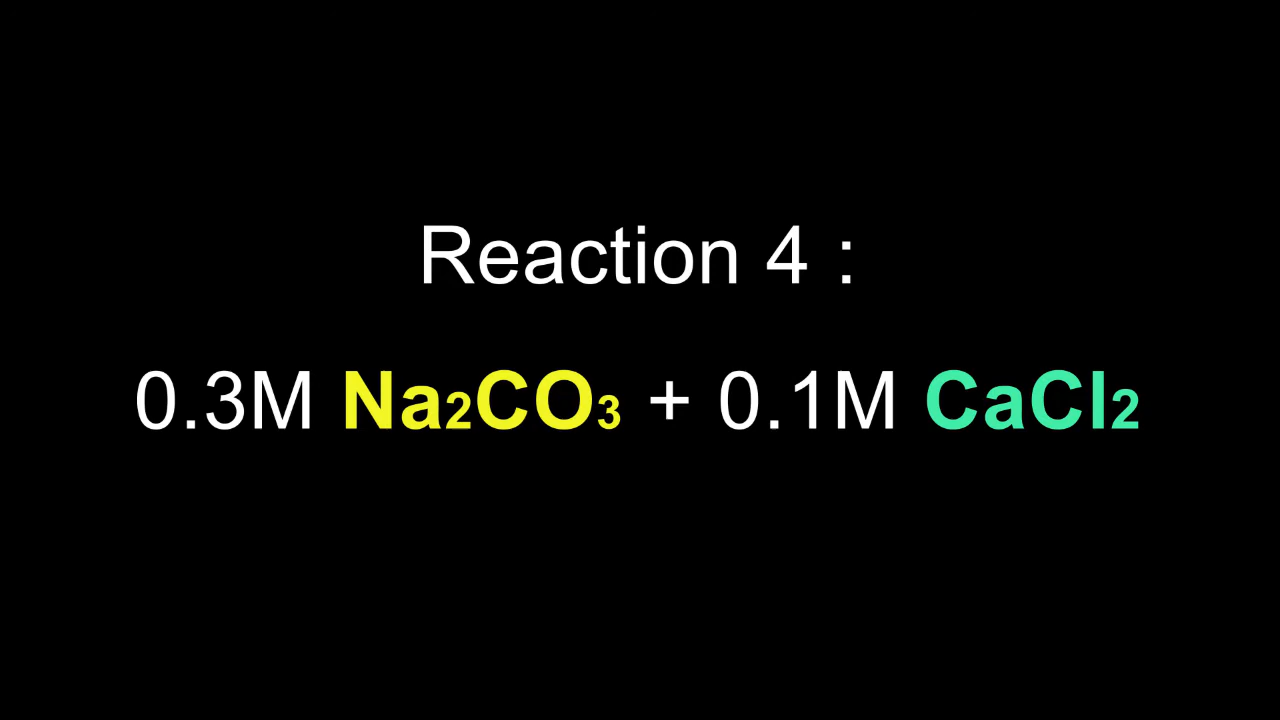 Reaction 4 :
0.3M Na₂CO₃ + 0.1M CaCl₂